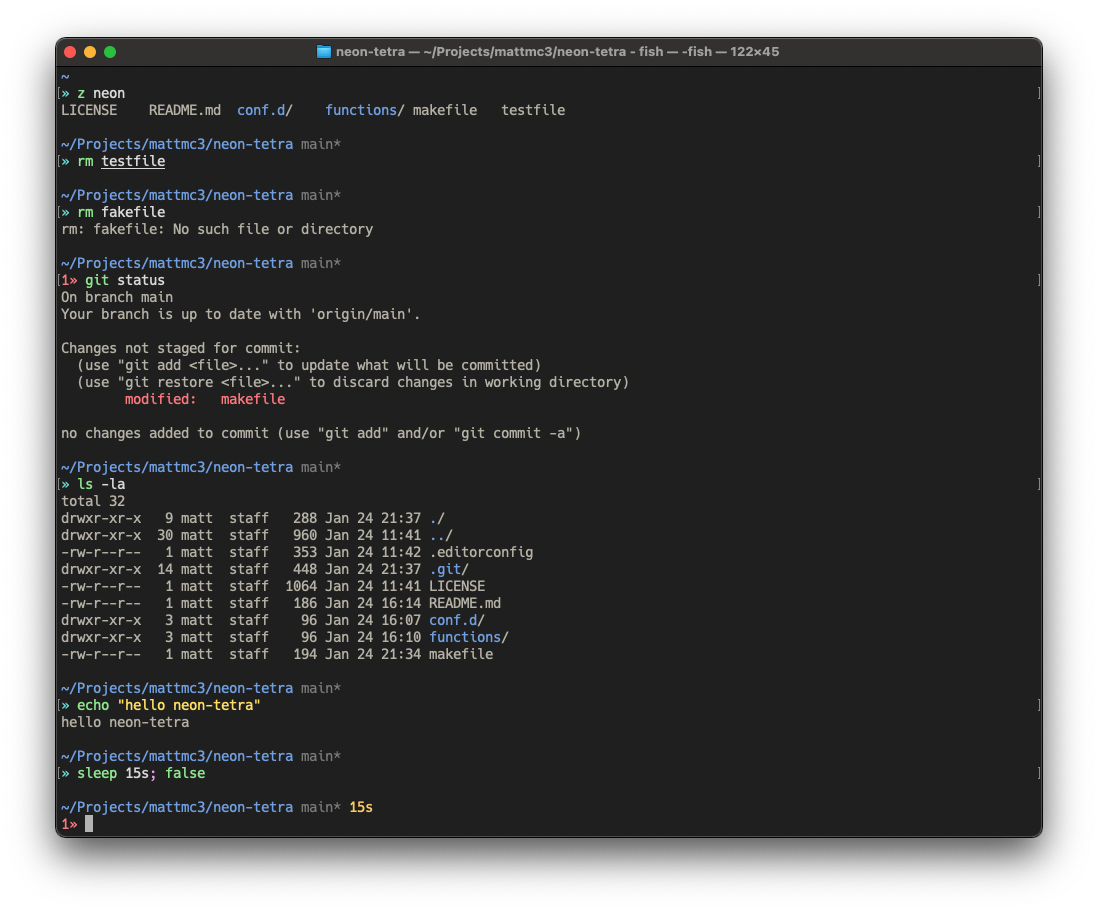 neon-tetra — ~/Projects/mattmc3/neon-tetra - fish — -fish — 122×45
~
[» z neon ]
LICENSE    README.md  conf.d/    functions/ makefile   testfile

~/Projects/mattmc3/neon-tetra main*
[» rm testfile ]

~/Projects/mattmc3/neon-tetra main*
[» rm fakefile ]
rm: fakefile: No such file or directory

~/Projects/mattmc3/neon-tetra main*
[1» git status ]
On branch main
Your branch is up to date with 'origin/main'.

Changes not staged for commit:
  (use "git add <file>..." to update what will be committed)
  (use "git restore <file>..." to discard changes in working directory)
        modified:   makefile

no changes added to commit (use "git add" and/or "git commit -a")

~/Projects/mattmc3/neon-tetra main*
[» ls -la ]
total 32
drwxr-xr-x   9 matt  staff   288 Jan 24 21:37 ./
drwxr-xr-x  30 matt  staff   960 Jan 24 11:41 ../
-rw-r--r--   1 matt  staff   353 Jan 24 11:42 .editorconfig
drwxr-xr-x  14 matt  staff   448 Jan 24 21:37 .git/
-rw-r--r--   1 matt  staff  1064 Jan 24 11:41 LICENSE
-rw-r--r--   1 matt  staff   186 Jan 24 16:14 README.md
drwxr-xr-x   3 matt  staff    96 Jan 24 16:07 conf.d/
drwxr-xr-x   3 matt  staff    96 Jan 24 16:10 functions/
-rw-r--r--   1 matt  staff   194 Jan 24 21:34 makefile

~/Projects/mattmc3/neon-tetra main*
[» echo "hello neon-tetra" ]
hello neon-tetra

~/Projects/mattmc3/neon-tetra main*
[» sleep 15s; false ]

~/Projects/mattmc3/neon-tetra main* 15s
1»